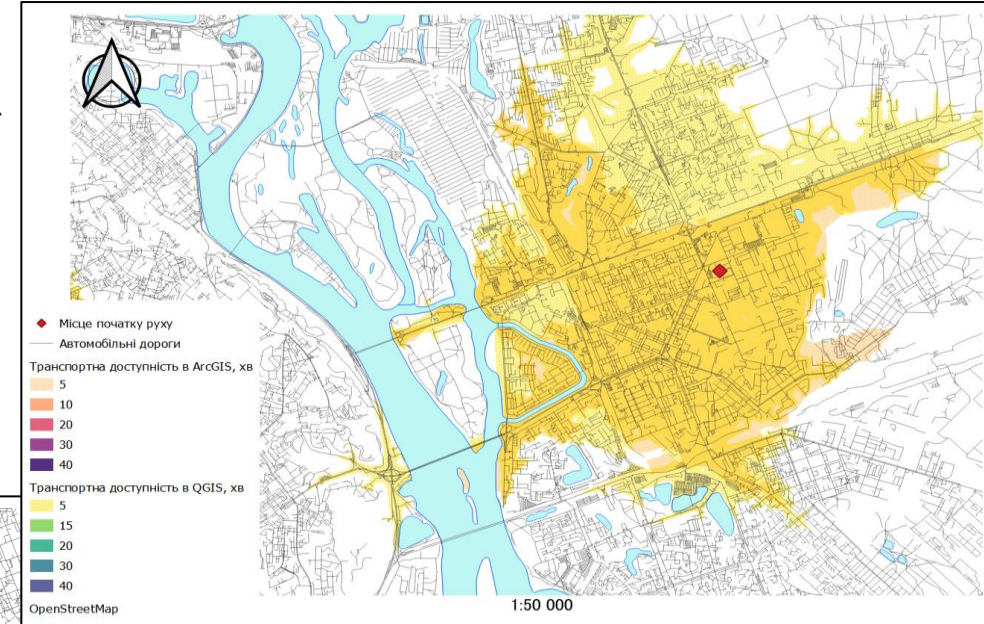 Місце початку руху
Автомобільні дороги
Транспортна доступність в ArcGIS, хв
5
10
20
30
40
Транспортна доступність в QGIS, хв
5
15
20
30
40
OpenStreetMap
1:50 000